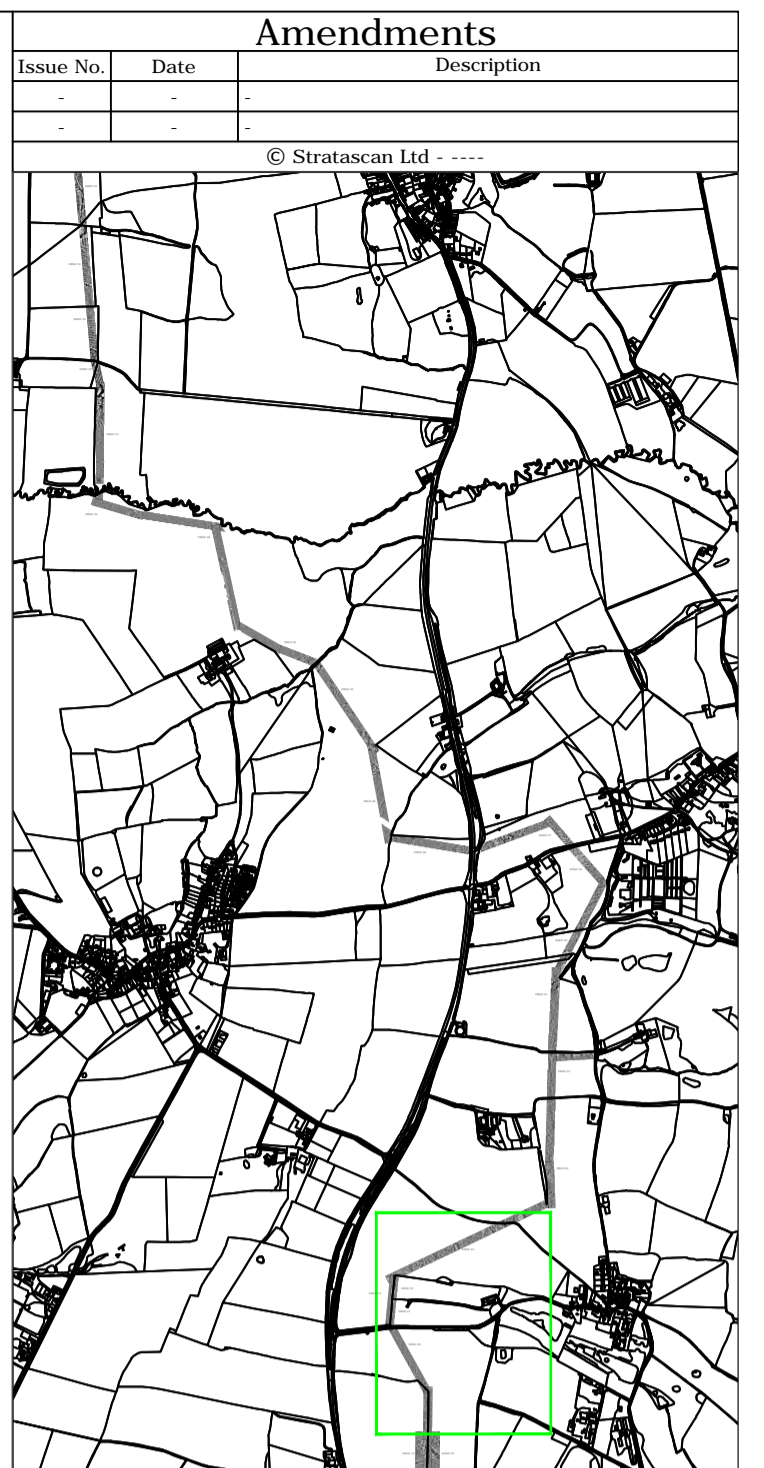 Amendments
Issue No. Date Description
- - -
- - -
© Stratascan Ltd - ----